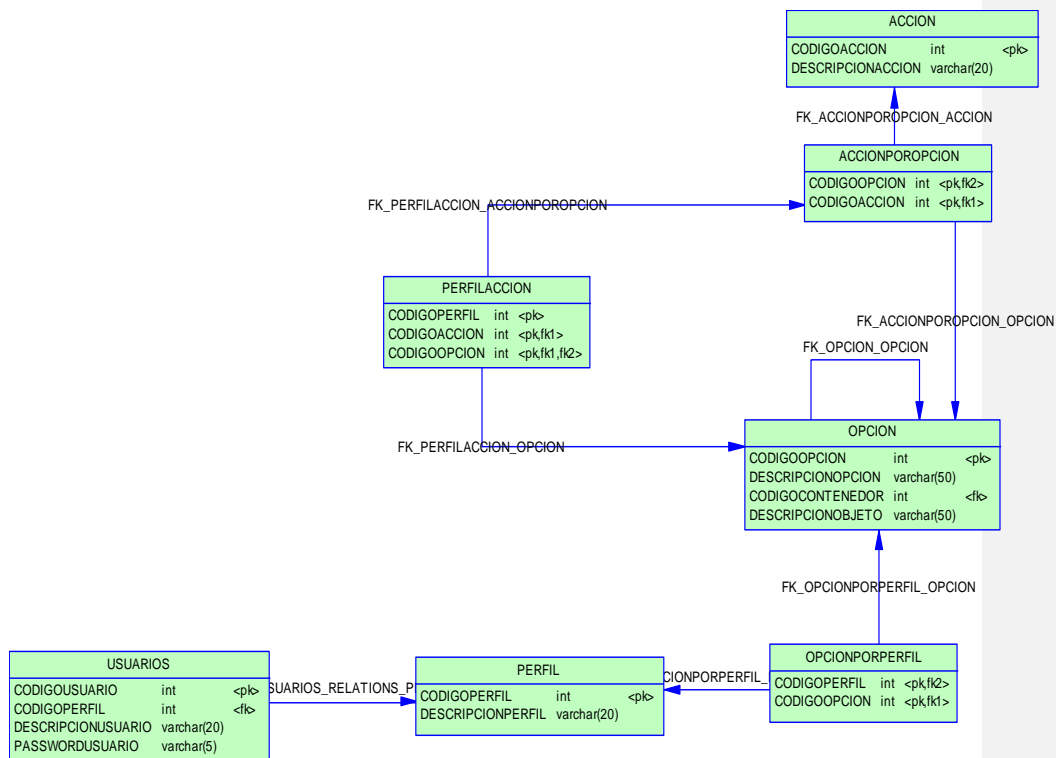 ACCION
CODIGOACCION int <pk>
DESCRIPCIONACCION varchar(20)
FK_ACCIONPOROPCION_ACCION
ACCIONPOROPCION
CODIGOOPCION int <pk,fk2>
CODIGOACCION int <pk,fk1>
FK_PERFILACCION_ACCIONPOROPCION
PERFILACCION
CODIGOPERFIL int <pk>
CODIGOACCION int <pk,fk1>
CODIGOOPCION int <pk,fk1,fk2>
FK_ACCIONPOROPCION_OPCION
FK_OPCION_OPCION
FK_PERFILACCION_OPCION
OPCION
CODIGOOPCION int <pk>
DESCRIPCIONOPCION varchar(50)
CODIGOCONTENEDOR int <fk>
DESCRIPCIONOBJETO varchar(50)
FK_OPCIONPORPERFIL_OPCION
USUARIOS
CODIGOUSUARIO int <pk>
CODIGOPERFIL int <fk>
DESCRIPCIONUSUARIO varchar(20)
PASSWORDUSUARIO varchar(5)
SUARIOS_RELATIONS_P
PERFIL
CODIGOPERFIL int <pk>
DESCRIPCIONPERFIL varchar(20)
CIONPORPERFIL_
OPCIONPORPERFIL
CODIGOPERFIL int <pk,fk2>
CODIGOOPCION int <pk,fk1>